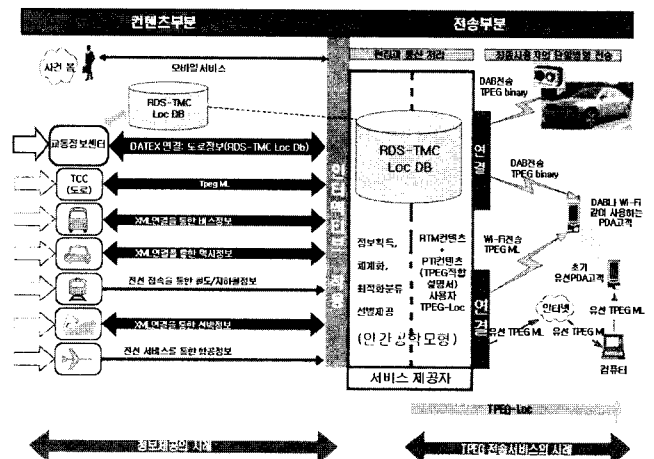 컨텐츠부분
전송부분
사건 봄
모바일서비스
RDS-TMC
Loc DB
교통정보센터
DATEX 연결: 도로정보(RDS-TMC Loc Db)
TCC
(도로)
Tpeg ML
XML연결을 통한 버스정보
XML연결을 통한 택시정보
전선 접속을 통한 철도/지하철정보
XML연결을 통한 선박정보
전선 서비스를 통한 항공정보
RDS-TMC
Loc DB
정보획득,
체계화,
최적화분류
선별제공
RTM컨텐츠
+
PTI컨텐츠
(TPEG적합
설명서)
사용자
TPEG-Loc
(인간공학모형)
서비스 제공자
연결
연결
DAB전송
TPEG binary
DAB전송
TPEG binary
Wi-Fi전송
TPEG ML
DAB나 Wi-Fi
같이 사용하는
PDA고객
초기
유선PDA고객
유선 TPEG ML
인터넷
유선 TPEG ML
유선 TPEG ML
컴퓨터
TPEG-Loc
정보제공의 사례
TPEG 전송서비스의 사례